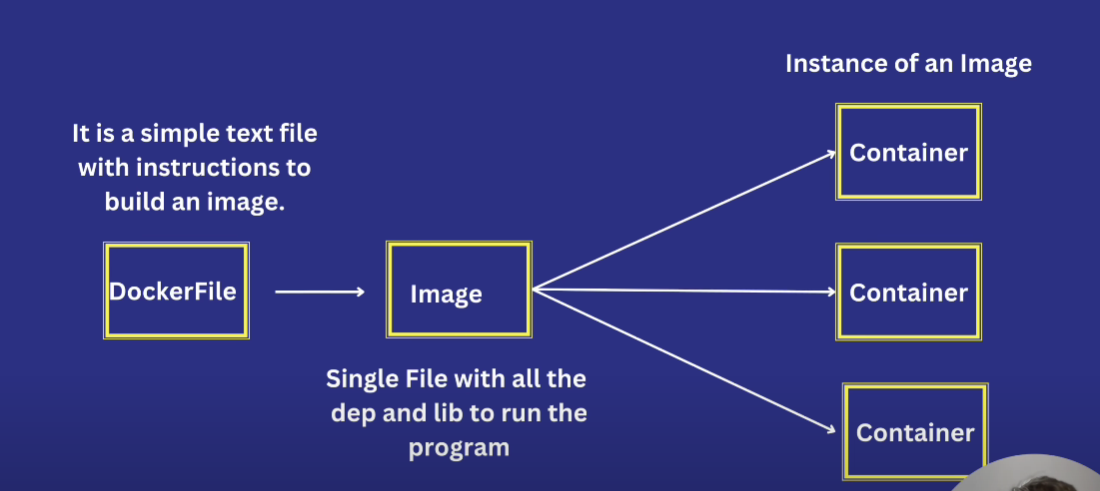 Instance of an Image
It is a simple text file
with instructions to
build an image.
DockerFile
Image
Single File with all the
dep and lib to run the
program
Container
Container
Container